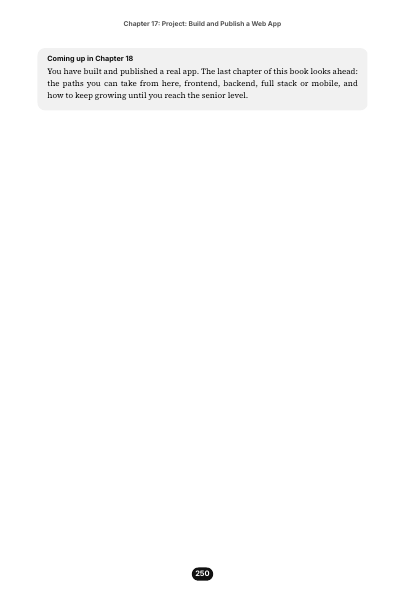 Chapter 17: Project: Build and Publish a Web App
Coming up in Chapter 18
You have built and published a real app. The last chapter of this book looks ahead:
the paths you can take from here, frontend, backend, full stack or mobile, and
how to keep growing until you reach the senior level.
250